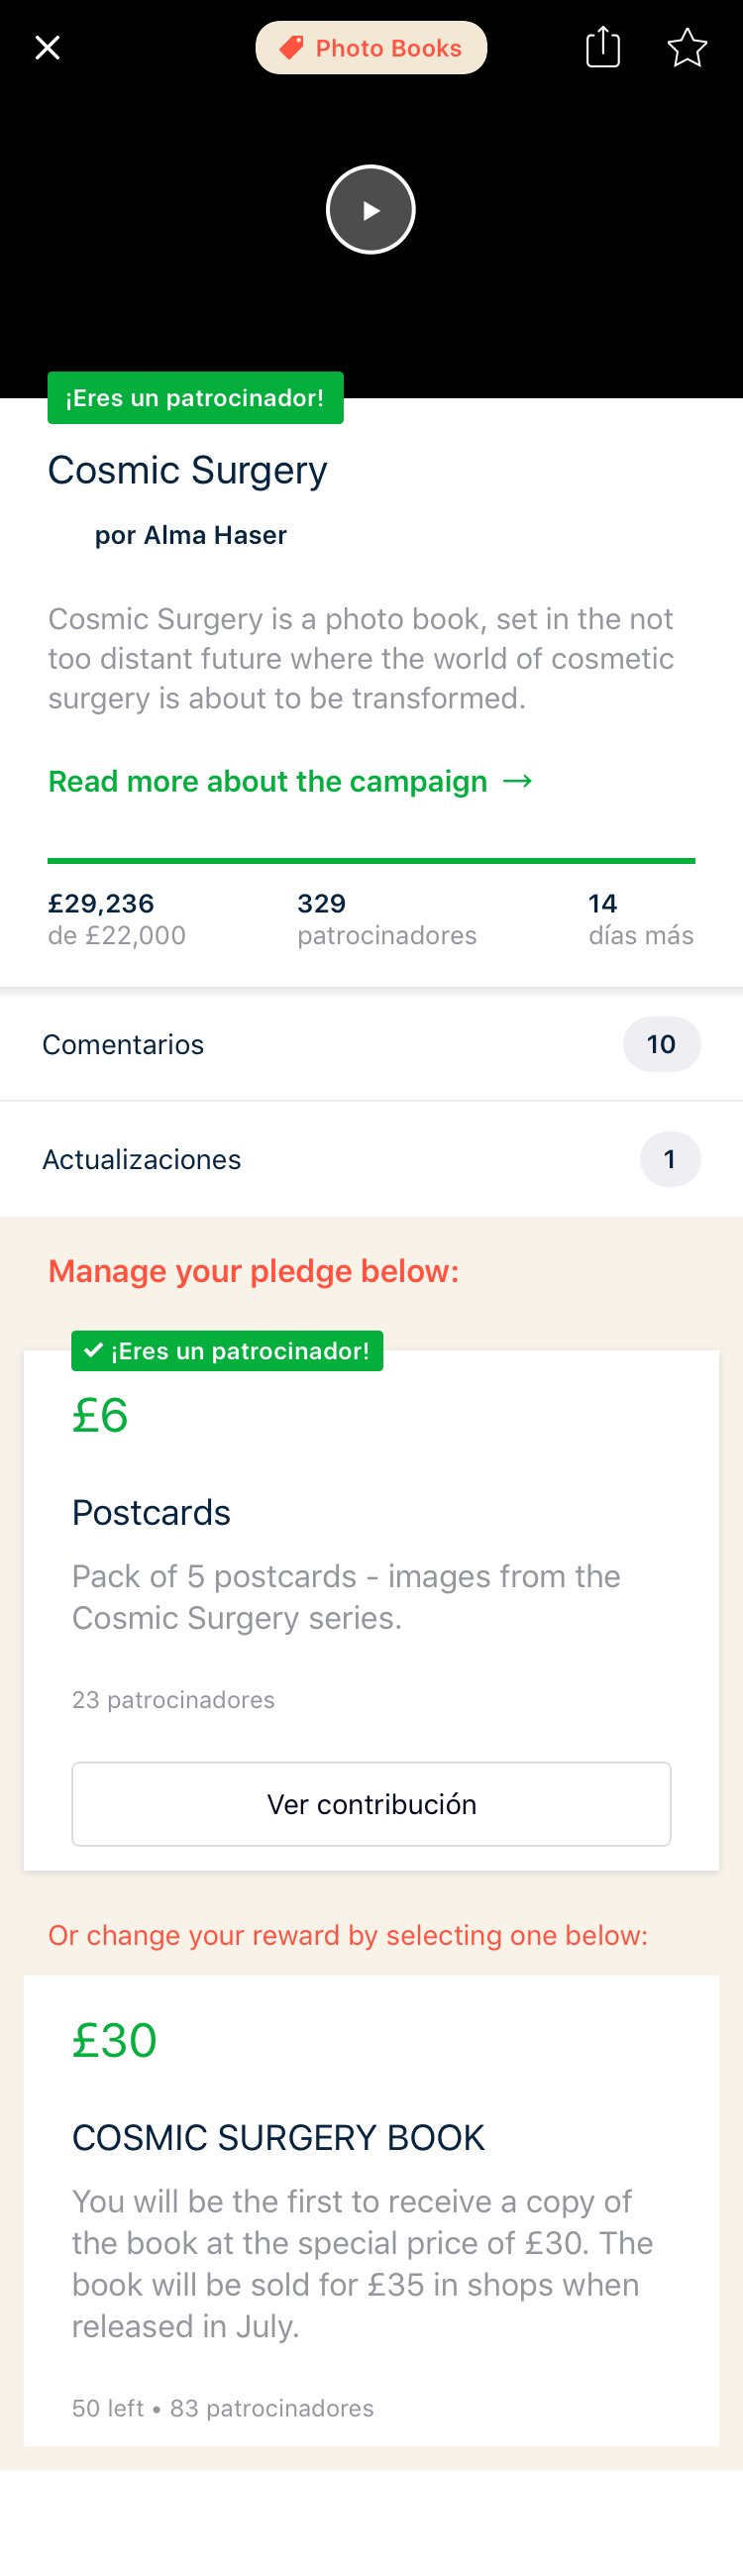 Photo Books
¡Eres un patrocinador!
Cosmic Surgery
por Alma Haser
Cosmic Surgery is a photo book, set in the not
too distant future where the world of cosmetic
surgery is about to be transformed.
Read more about the campaign →
£29,236
de £22,000
329
patrocinadores
14
días más
Comentarios
10
Actualizaciones
1
Manage your pledge below:
✓ ¡Eres un patrocinador!
£6
Postcards
Pack of 5 postcards - images from the
Cosmic Surgery series.
23 patrocinadores
Ver contribución
Or change your reward by selecting one below:
£30
COSMIC SURGERY BOOK
You will be the first to receive a copy of
the book at the special price of £30. The
book will be sold for £35 in shops when
released in July.
50 left • 83 patrocinadores